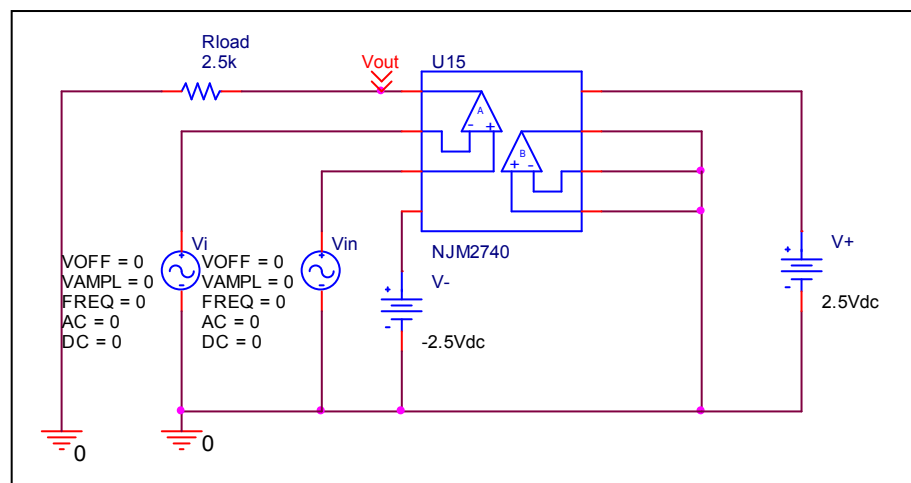 Rload
2.5k
Vout
U15
A
- +
B
+ -
NJM2740
Vi
+
-
VOFF = 0
VAMPL = 0
FREQ = 0
AC = 0
DC = 0
Vin
+
-
VOFF = 0
VAMPL = 0
FREQ = 0
AC = 0
DC = 0
V-
+
-
-2.5Vdc
V+
+
-
2.5Vdc
0
0